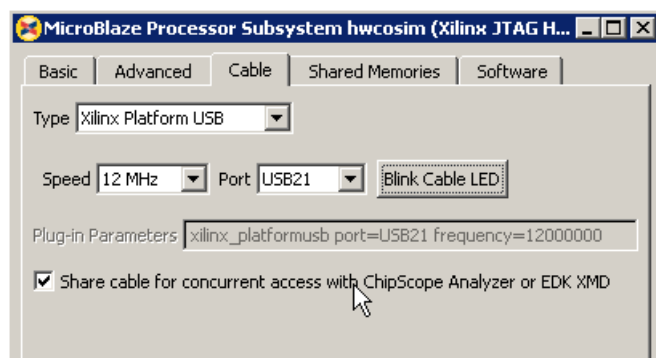 MicroBlaze Processor Subsystem hwcosim (Xilinx JTAG H...
Basic Advanced Cable Shared Memories Software
Type Xilinx Platform USB
Speed 12 MHz Port USB21 Blink Cable LED
Plug-in Parameters xilinx_platformusb port=USB21 frequency=12000000
Share cable for concurrent access with ChipScope Analyzer or EDK XMD